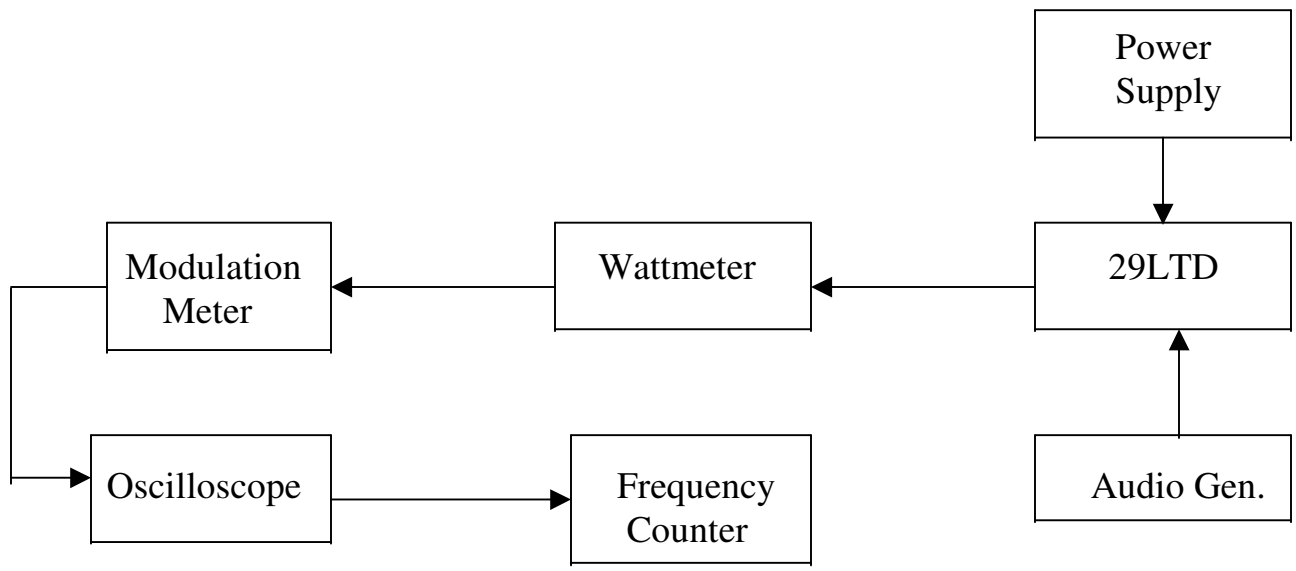 Power
Supply
Modulation
Meter
Wattmeter
29LTD
Oscilloscope
Frequency
Counter
Audio Gen.